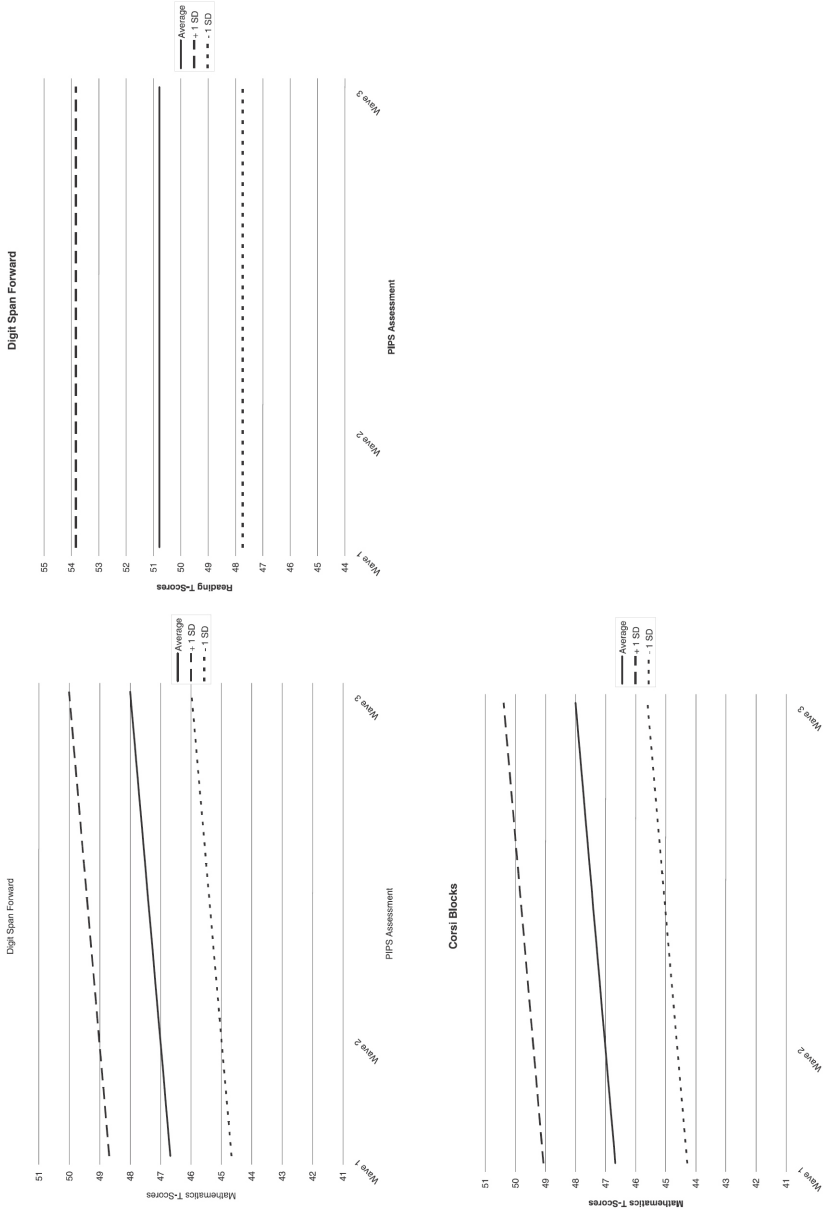 Digit Span Forward
Mathematics T-Scores
51
50
49
48
47
46
45
44
43
42
41
Wave 1
Wave 2
Wave 3
PIPS Assessment
Average
+ 1 SD
- 1 SD
Digit Span Forward
Reading T-Scores
55
54
53
52
51
50
49
48
47
46
45
44
Wave 1
Wave 2
Wave 3
PIPS Assessment
Average
+ 1 SD
- 1 SD
Corsi Blocks
Mathematics T-Scores
51
50
49
48
47
46
45
44
43
42
41
Wave 1
Wave 2
Wave 3
Average
+ 1 SD
- 1 SD